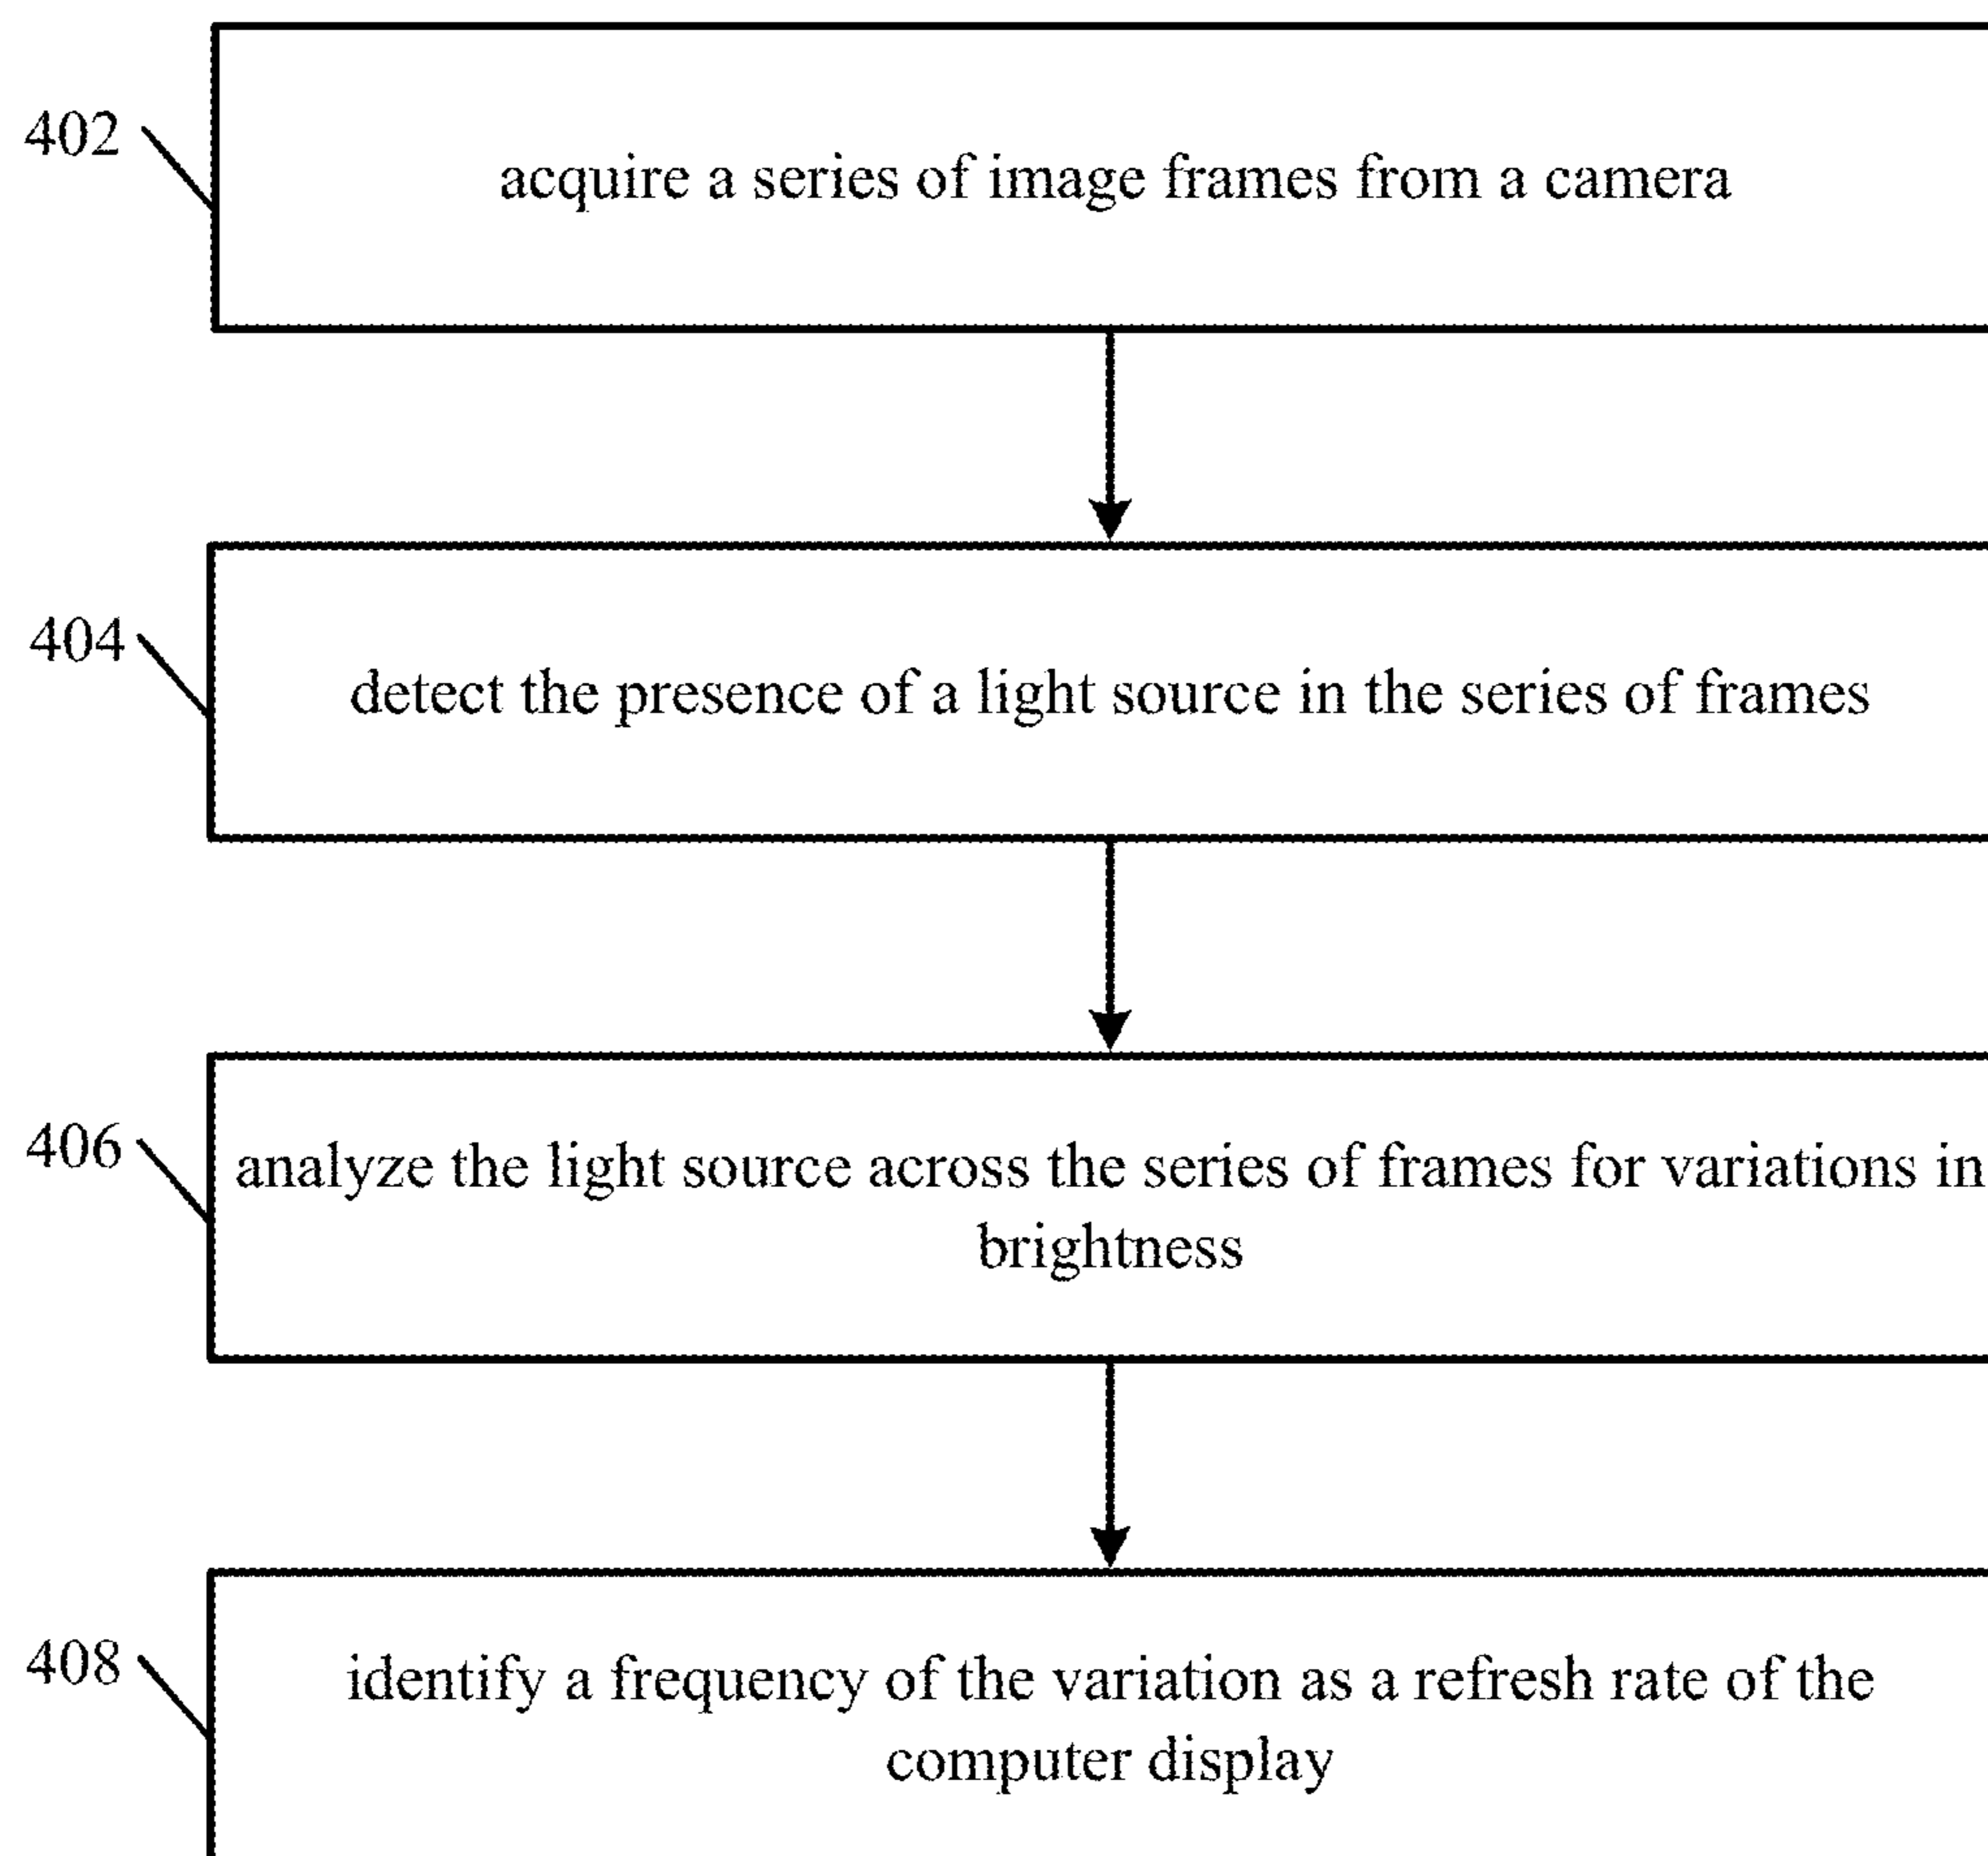 402
acquire a series of image frames from a camera
404
detect the presence of a light source in the series of frames
406
analyze the light source across the series of frames for variations in
brightness
408
identify a frequency of the variation as a refresh rate of the
computer display